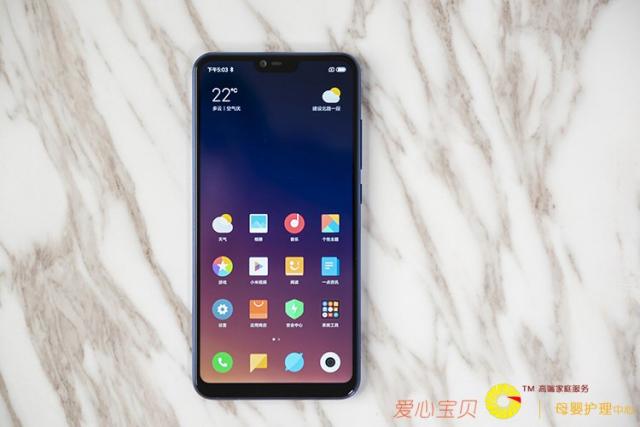 下午5:03
22℃
多云 | 空气优
建设北路一段
天气 相册 音乐 个性主题
游戏 小米视频 阅读 一点资讯
设置 应用商店 安全中心 系统工具
爱心宝贝 TM 高端家庭服务
母婴护理中心